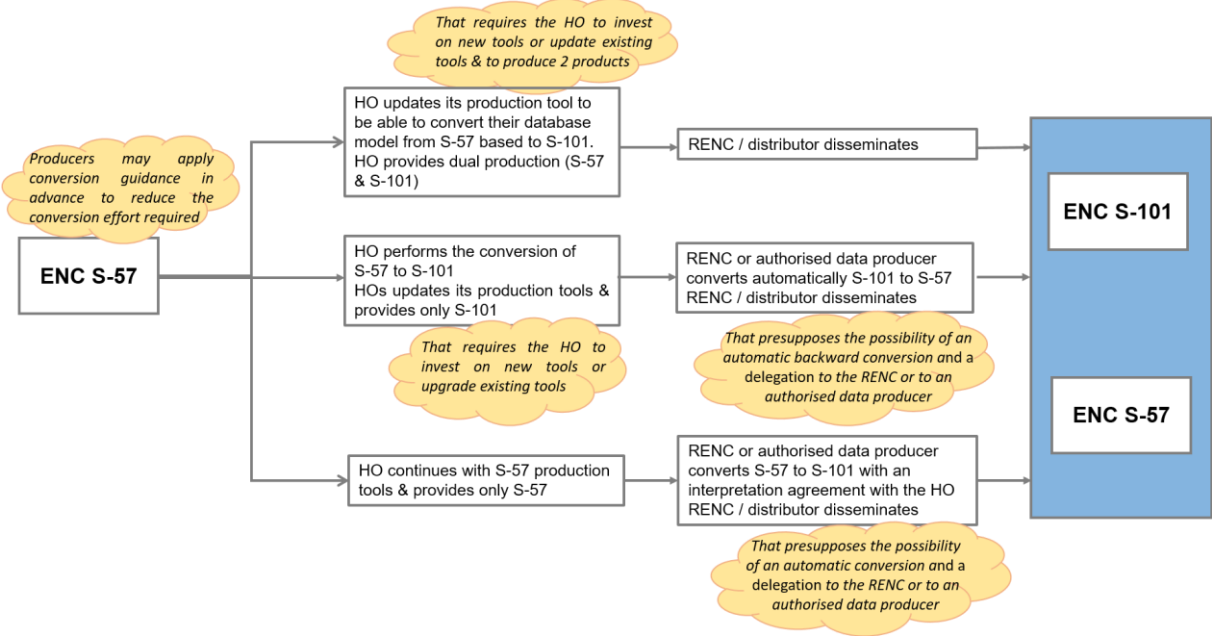 That requires the HO to invest
on new tools or update existing
tools & to produce 2 products
HO updates its production tool to
be able to convert their database
model from S-57 based to S-101.
HO provides dual production (S-57
& S-101)
RENC / distributor disseminates
Producers may apply
conversion guidance in
advance to reduce the
conversion effort required
ENC S-57
HO performs the conversion of
S-57 to S-101
HOs updates its production tools &
provides only S-101
RENC or authorised data producer
converts automatically S-101 to S-57
RENC / distributor disseminates
That requires the HO to
invest on new tools or
upgrade existing tools
That presupposes the possibility of an
automatic backward conversion and a
delegation to the RENC or to an
authorised data producer
HO continues with S-57 production
tools & provides only S-57
RENC or authorised data producer
converts S-57 to S-101 with an
interpretation agreement with the HO
RENC / distributor disseminates
That presupposes the possibility
of an automatic conversion and a
delegation to the RENC or to an
authorised data producer
ENC S-101
ENC S-57